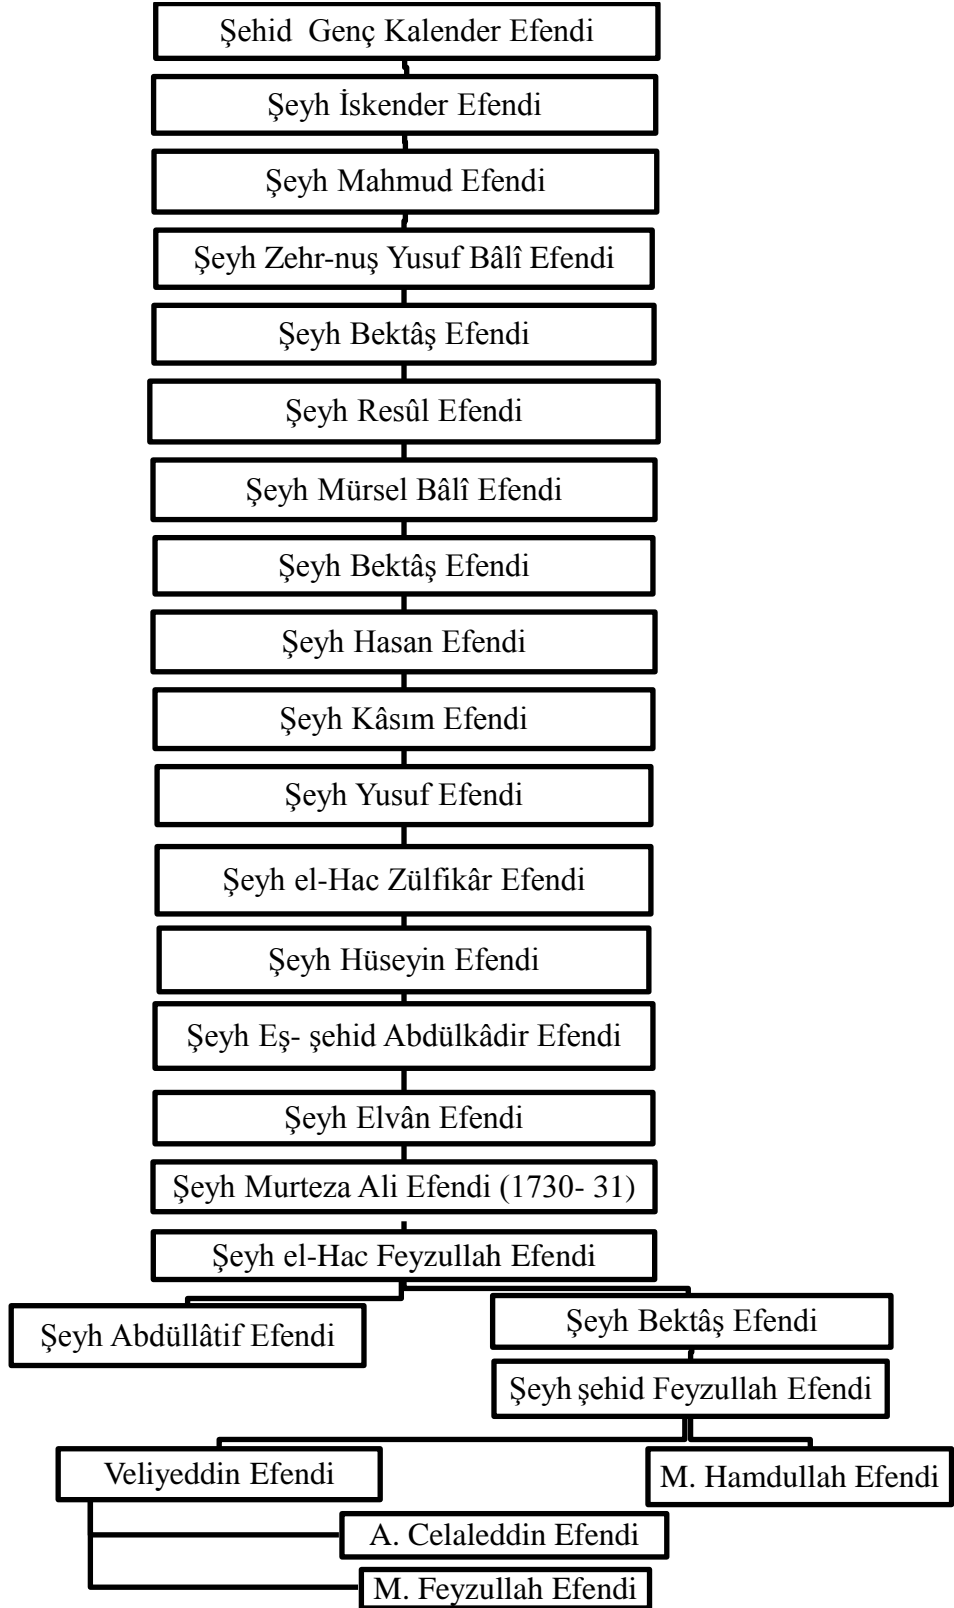 Şehid Genç Kalender Efendi
Şeyh İskender Efendi
Şeyh Mahmud Efendi
Şeyh Zehr-nuş Yusuf Bâlî Efendi
Şeyh Bektâş Efendi
Şeyh Resûl Efendi
Şeyh Mürsel Bâlî Efendi
Şeyh Bektâş Efendi
Şeyh Hasan Efendi
Şeyh Kâsım Efendi
Şeyh Yusuf Efendi
Şeyh el-Hac Zülfikâr Efendi
Şeyh Hüseyin Efendi
Şeyh Eş- şehid Abdülkâdir Efendi
Şeyh Elvân Efendi
Şeyh Murteza Ali Efendi (1730- 31)
Şeyh el-Hac Feyzullah Efendi
Şeyh Abdüllâtif Efendi
Şeyh Bektâş Efendi
Şeyh şehid Feyzullah Efendi
Veliyeddin Efendi
M. Hamdullah Efendi
A. Celaleddin Efendi
M. Feyzullah Efendi